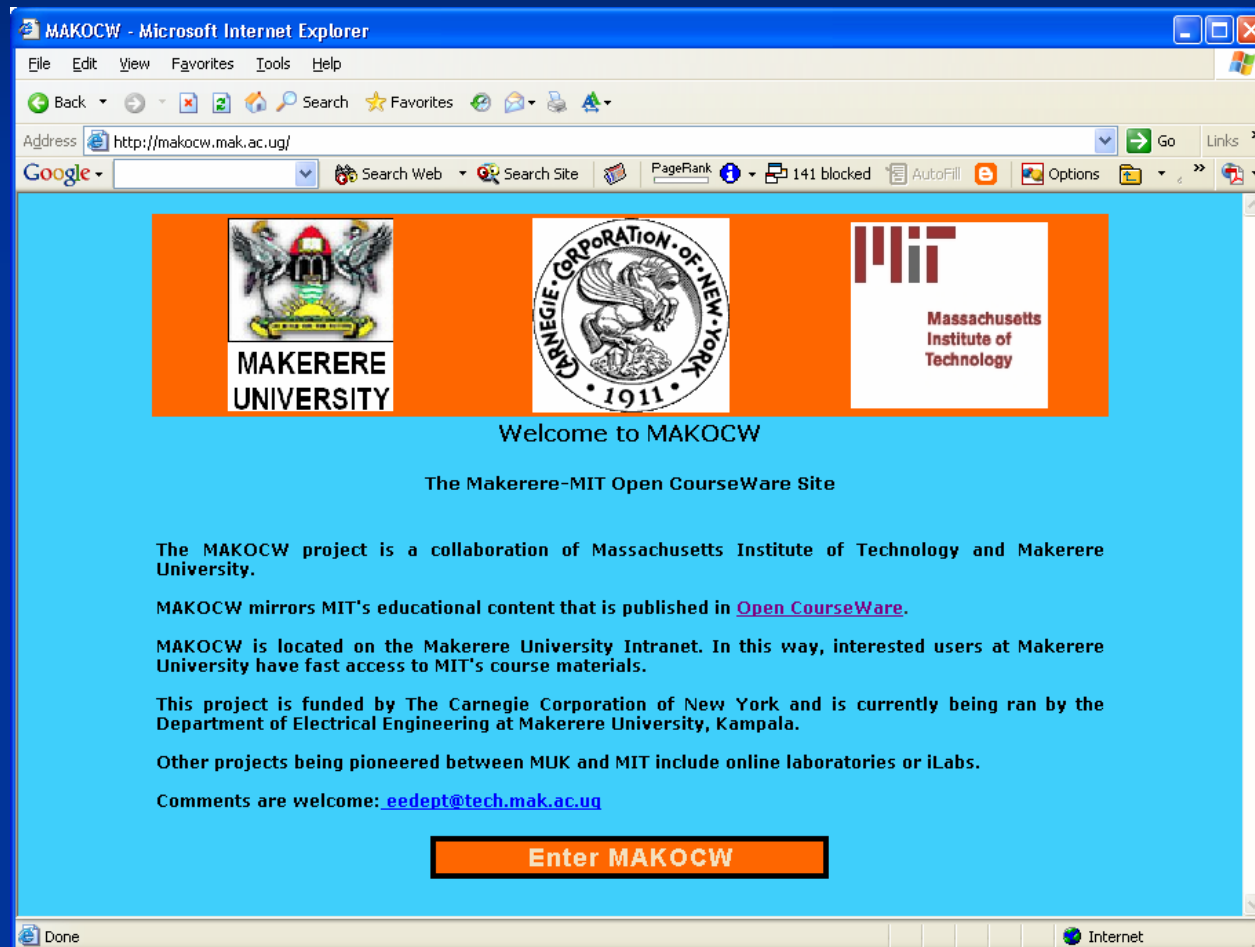 MAKOCW - Microsoft Internet Explorer
File Edit View Favorites Tools Help
Back Search Favorites
Address http://makocw.mak.ac.ug/ Go Links »
Google Search Web Search Site PageRank 141 blocked AutoFill Options »
MAKERERE
UNIVERSITY
CARNEGIE · CORPORATION · OF · NEW · YORK
· 1911 ·
MIT
Massachusetts
Institute of
Technology
Welcome to MAKOCW
The Makerere-MIT Open CourseWare Site
The MAKOCW project is a collaboration of Massachusetts Institute of Technology and Makerere
University.
MAKOCW mirrors MIT's educational content that is published in Open CourseWare.
MAKOCW is located on the Makerere University Intranet. In this way, interested users at Makerere
University have fast access to MIT's course materials.
This project is funded by The Carnegie Corporation of New York and is currently being ran by the
Department of Electrical Engineering at Makerere University, Kampala.
Other projects being pioneered between MUK and MIT include online laboratories or iLabs.
Comments are welcome: eedept@tech.mak.ac.ug
Enter MAKOCW
Done Internet